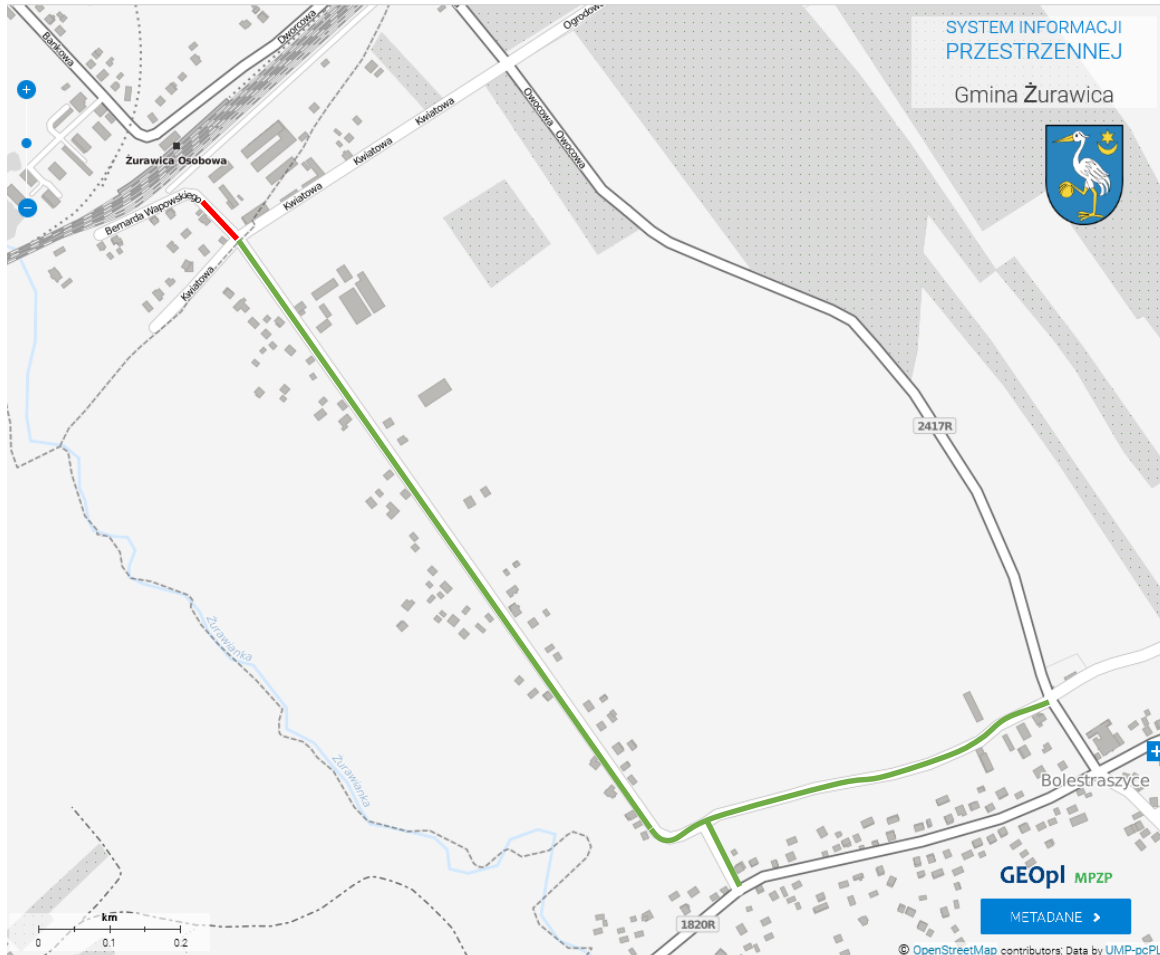 SYSTEM INFORMACJI
PRZESTRZENNEJ
Gmina Żurawica
Bankowa
Dworcowa
Ogrodowa
Kwiatowa
Owocowa
Owocowa
Kwiatowa
Żurawica Osobowa
Kwiatowa
Bernarda Wapowskiego
Kwiatowa
2417R
Żurawianka
Żurawianka
Bolestraszyce
GEOpl MPZP
METADANE
1820R
km
0 0.1 0.2
© OpenStreetMap contributors; Data by UMP-pcPL